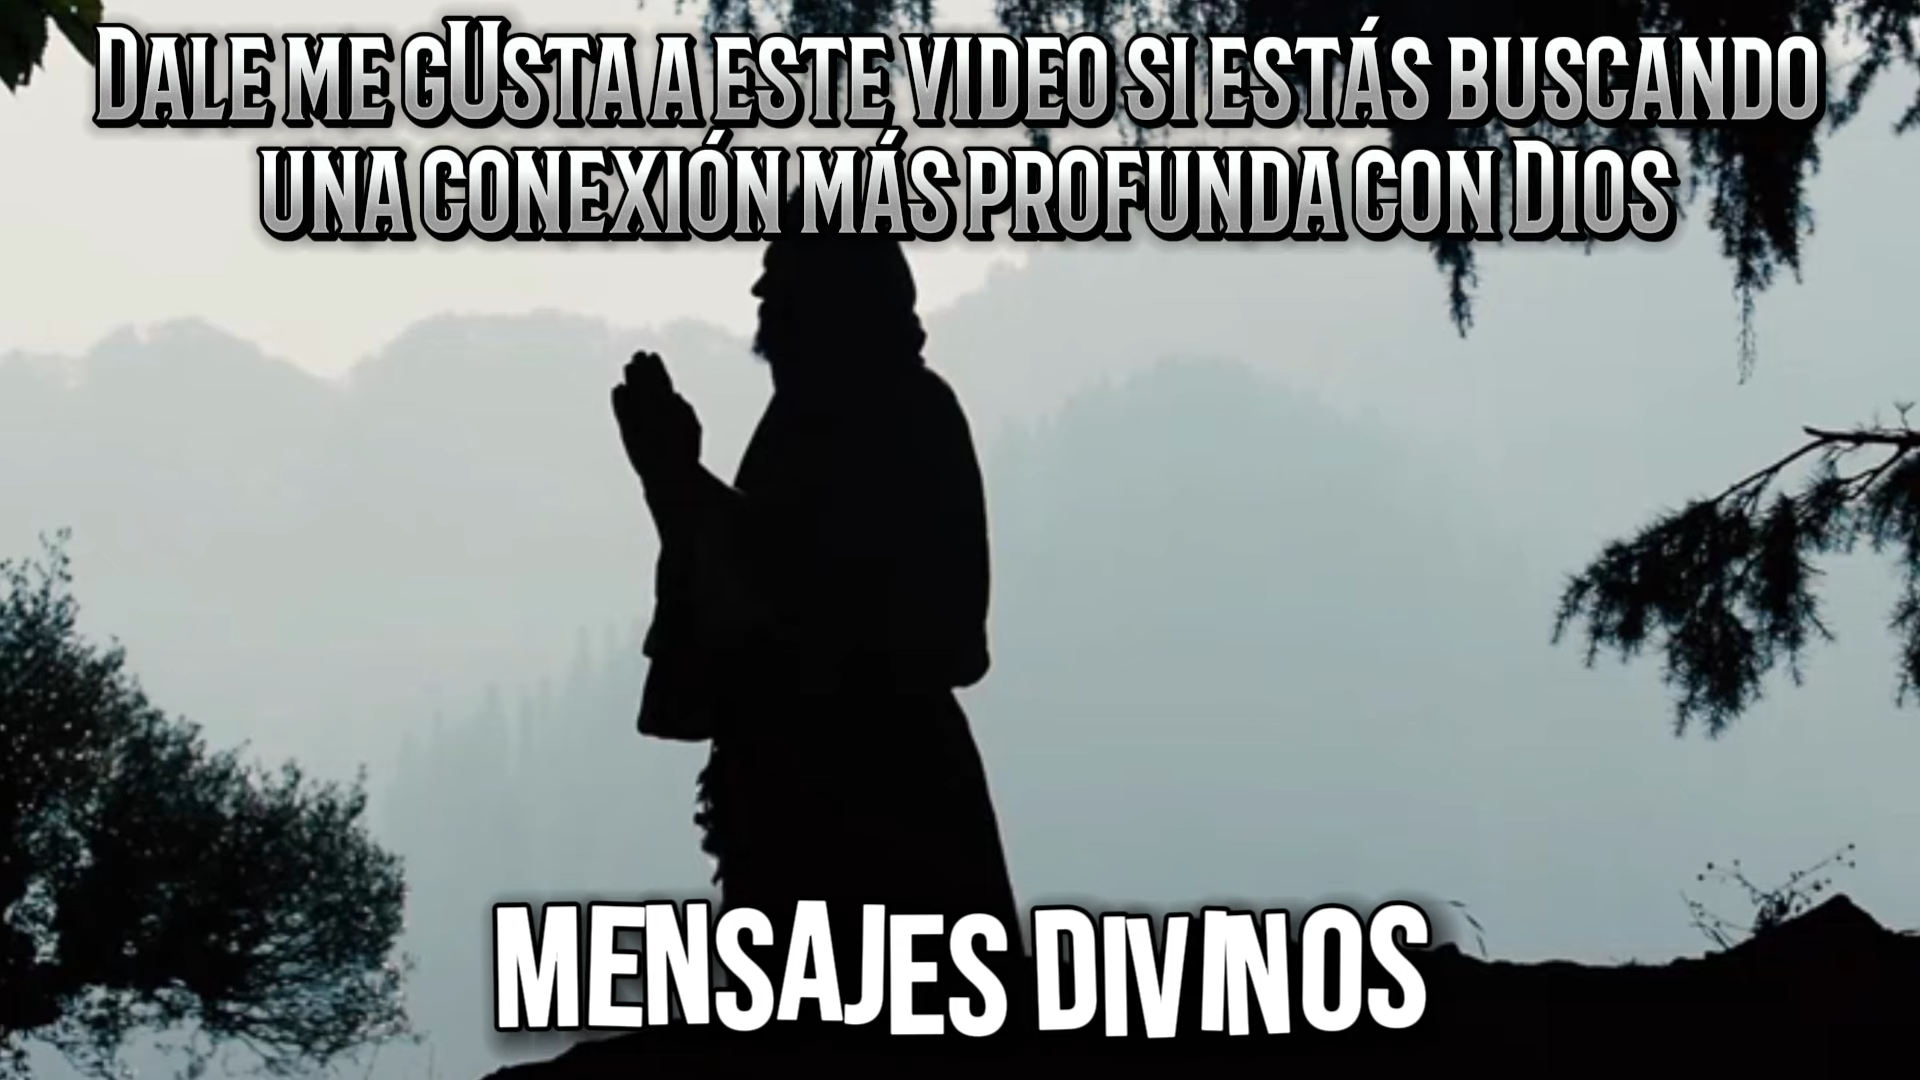 Dale me gusta a este video si estás buscando
una conexión más profunda con Dios
MENSAJES DIVINOS